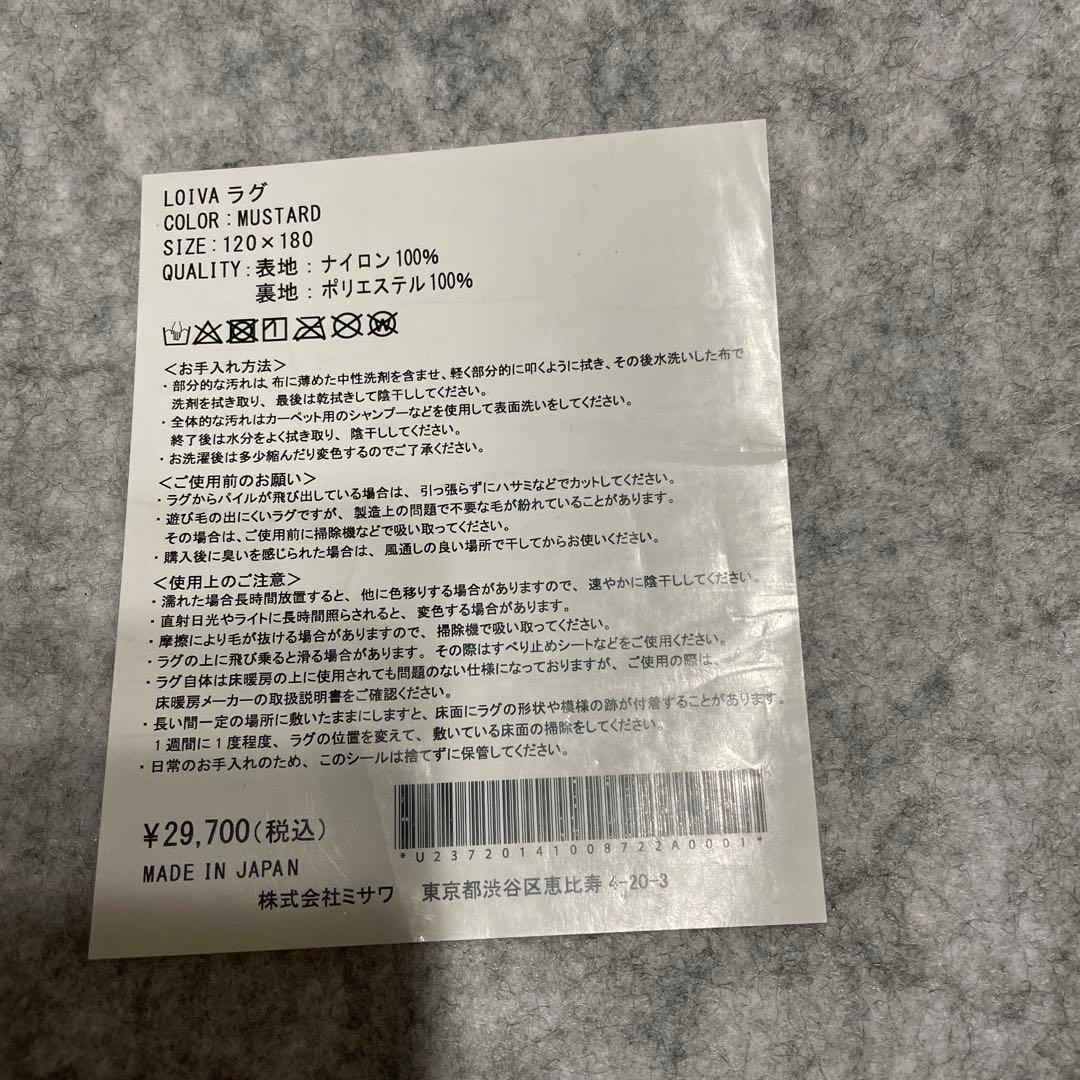 LOIVA ラグ
COLOR：MUSTARD
SIZE：120×180
QUALITY：表地：ナイロン100%
裏地：ポリエステル100%
＜お手入れ方法＞
・部分的な汚れは、布に薄めた中性洗剤を含ませ、軽く部分的に叩くように拭き、その後水洗いした布で
洗剤を拭き取り、最後は乾拭きして陰干ししてください。
・全体的な汚れはカーペット用のシャンプーなどを使用して表面洗いをしてください。
終了後は水分をよく拭き取り、陰干ししてください。
・お洗濯後は多少縮んだり変色するのでご了承ください。
＜ご使用前のお願い＞
・ラグからパイルが飛び出している場合は、引っ張らずにハサミなどでカットしてください。
・遊び毛の出にくいラグですが、製造上の問題で不要な毛が紛れていることがあります。
その場合は、ご使用前に掃除機などで吸い取ってください。
・購入後に臭いを感じられた場合は、風通しの良い場所で干してからお使いください。
＜使用上のご注意＞
・濡れた場合長時間放置すると、他に色移りする場合がありますので、速やかに陰干ししてください。
・直射日光やライトに長時間照らされると、変色する場合があります。
・摩擦により毛が抜ける場合がありますので、掃除機で吸い取ってください。
・ラグの上に飛び乗ると滑る場合があります。その際はすべり止めシートなどをご使用ください。
・ラグ自体は床暖房の上に使用されても問題のない仕様になっておりますが、ご使用の際は、
床暖房メーカーの取扱説明書をご確認ください。
・長い間一定の場所に敷いたままにしますと、床面にラグの形状や模様の跡が付着することがあります。
1週間に1度程度、ラグの位置を変えて、敷いている床面の掃除をしてください。
・日常のお手入れのため、このシールは捨てずに保管してください。
*U23720141008722A0001*
¥29,700(税込)
MADE IN JAPAN
株式会社ミサワ 東京都渋谷区恵比寿 4-20-3